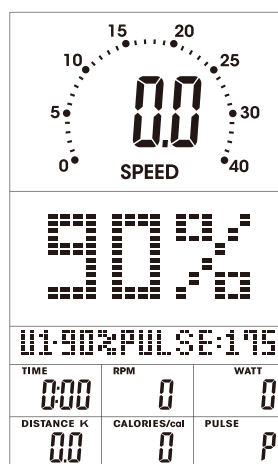 15 20
10 25
5 0.0 30
0 SPEED 40
90%
U1-90%PULSE:175
TIME RPM WATT
0:00 0 0
DISTANCE K CALORIES/cal PULSE
0.0 0 P